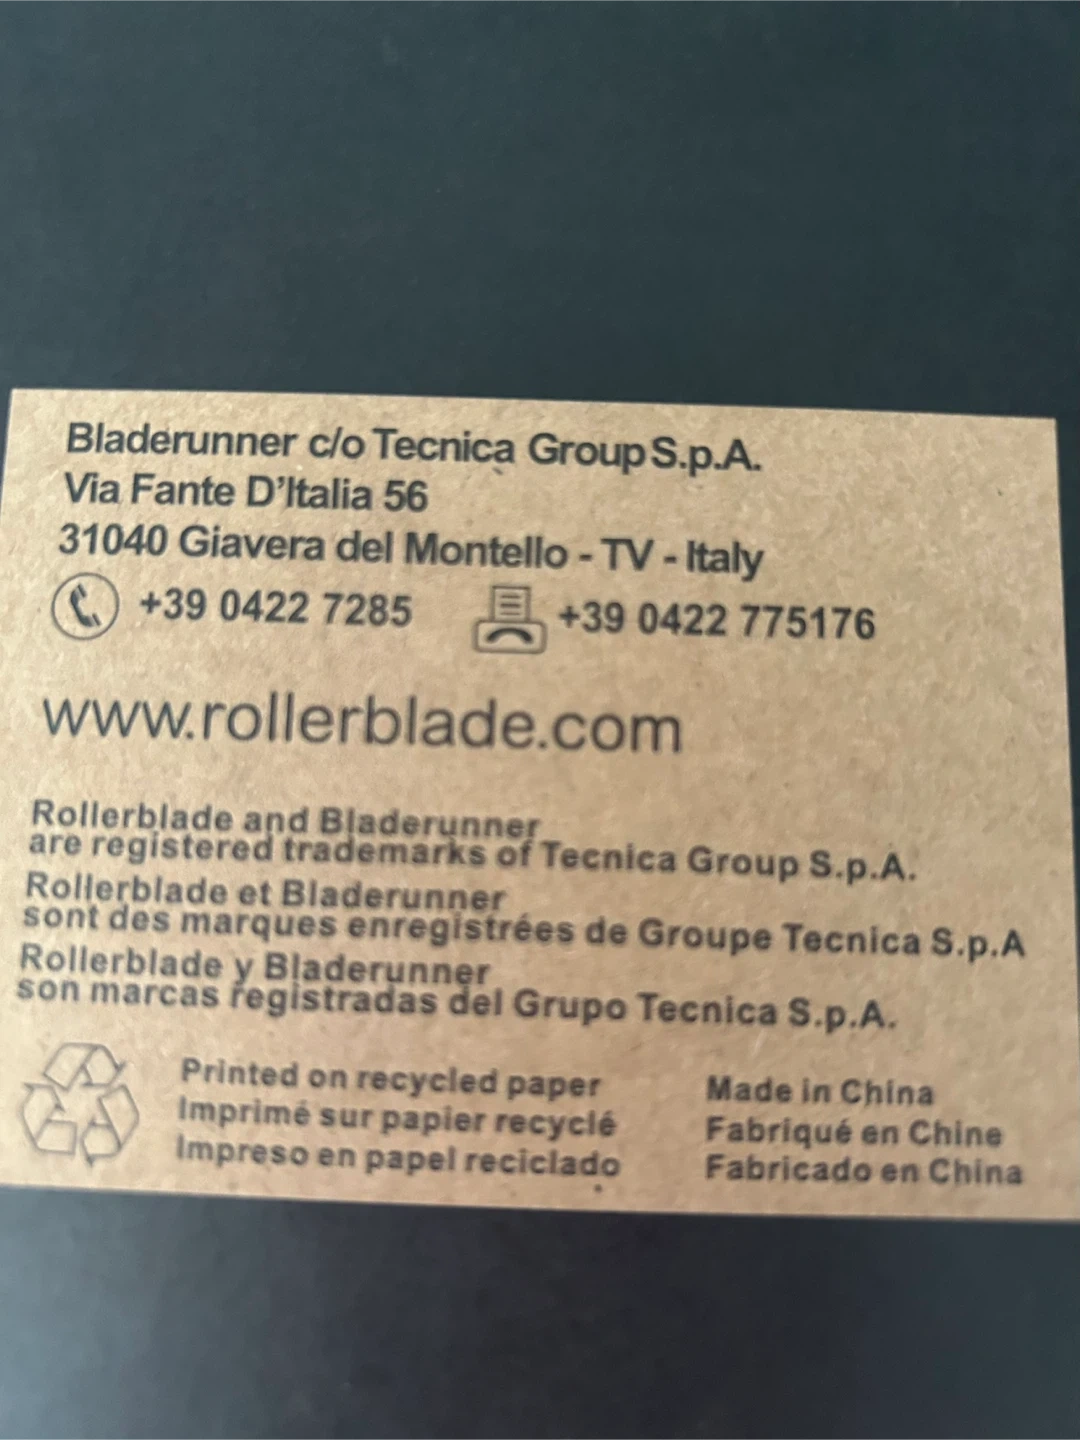 Bladerunner c/o Tecnica Group S.p.A.
Via Fante D'Italia 56
31040 Giavera del Montello - TV - Italy
+39 0422 7285 +39 0422 775176
www.rollerblade.com
Rollerblade and Bladerunner
are registered trademarks of Tecnica Group S.p.A.
Rollerblade et Bladerunner
sont des marques enregistrées de Groupe Tecnica S.p.A
Rollerblade y Bladerunner
son marcas registradas del Grupo Tecnica S.p.A.
Printed on recycled paper Made in China
Imprimé sur papier recyclé Fabriqué en Chine
Impreso en papel reciclado Fabricado en China